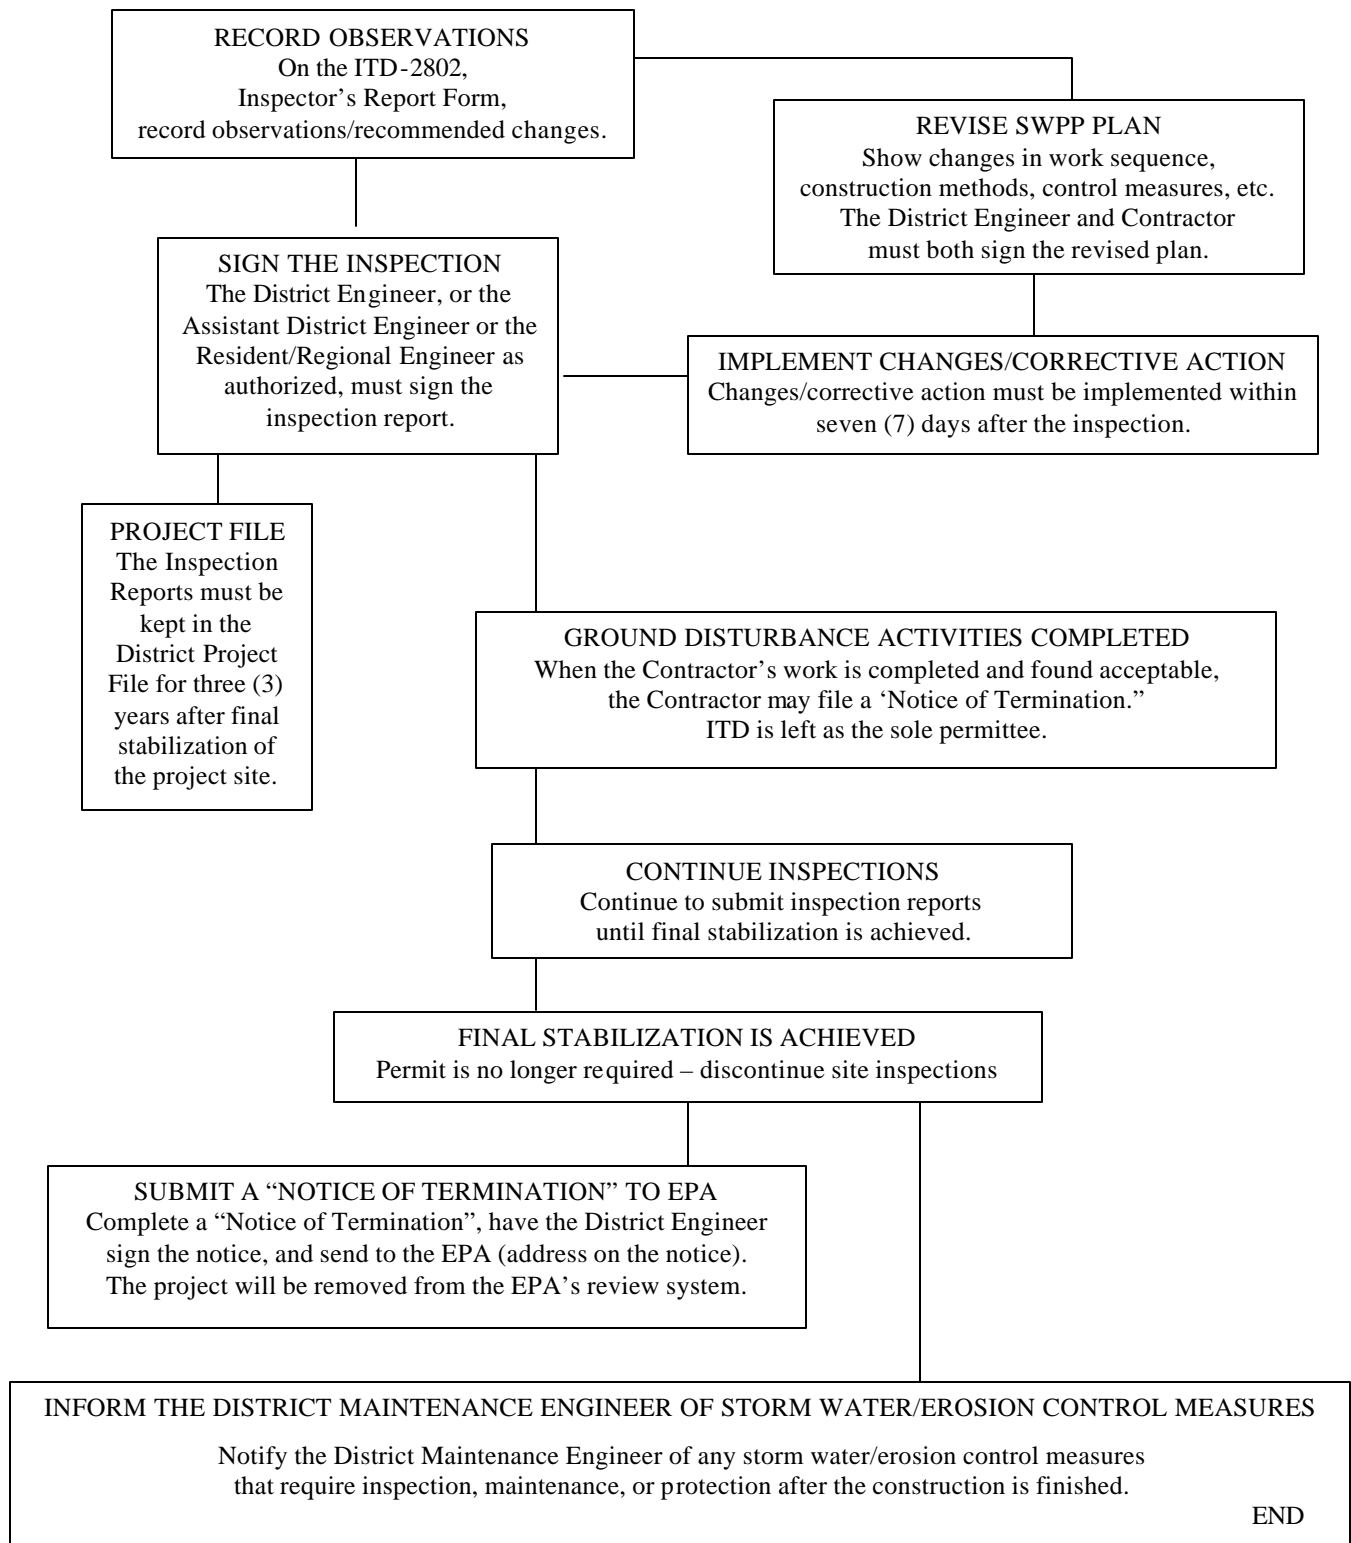 RECORD OBSERVATIONS
On the ITD-2802,
Inspector's Report Form,
record observations/recommended changes.
REVISE SWPP PLAN
Show changes in work sequence,
construction methods, control measures, etc.
The District Engineer and Contractor
must both sign the revised plan.
SIGN THE INSPECTION
The District Engineer, or the
Assistant District Engineer or the
Resident/Regional Engineer as
authorized, must sign the
inspection report.
IMPLEMENT CHANGES/CORRECTIVE ACTION
Changes/corrective action must be implemented within
seven (7) days after the inspection.
PROJECT FILE
The Inspection
Reports must be
kept in the
District Project
File for three (3)
years after final
stabilization of
the project site.
GROUND DISTURBANCE ACTIVITIES COMPLETED
When the Contractor's work is completed and found acceptable,
the Contractor may file a ‘Notice of Termination.”
ITD is left as the sole permittee.
CONTINUE INSPECTIONS
Continue to submit inspection reports
until final stabilization is achieved.
FINAL STABILIZATION IS ACHIEVED
Permit is no longer required – discontinue site inspections
SUBMIT A “NOTICE OF TERMINATION” TO EPA
Complete a “Notice of Termination”, have the District Engineer
sign the notice, and send to the EPA (address on the notice).
The project will be removed from the EPA's review system.
INFORM THE DISTRICT MAINTENANCE ENGINEER OF STORM WATER/EROSION CONTROL MEASURES
Notify the District Maintenance Engineer of any storm water/erosion control measures
that require inspection, maintenance, or protection after the construction is finished.
END